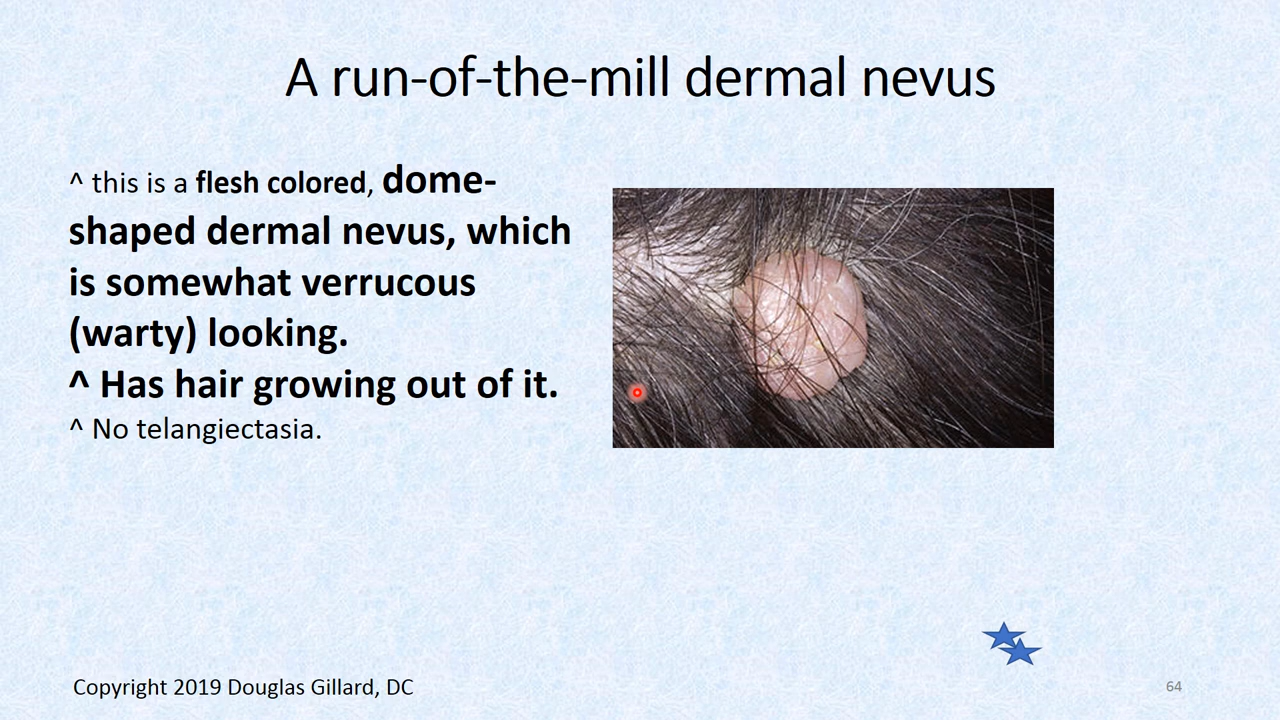 A run-of-the-mill dermal nevus
^ this is a flesh colored, dome-
shaped dermal nevus, which
is somewhat verrucous
(warty) looking.
^ Has hair growing out of it.
^ No telangiectasia.
Copyright 2019 Douglas Gillard, DC
64